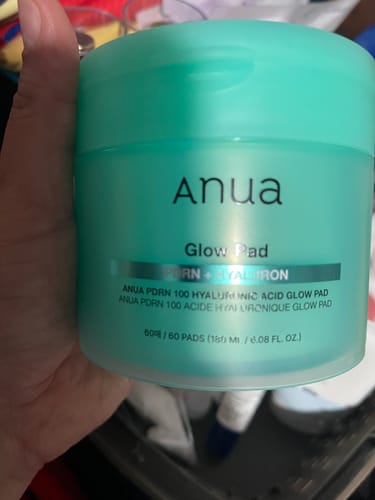 Anua
Glow Pad
PDRN + HYALURON
ANUA PDRN 100 HYALURONIC ACID GLOW PAD
ANUA PDRN 100 ACIDE HYALURONIQUE GLOW PAD
60매 / 60 PADS (180 ML / 6.08 FL. OZ.)